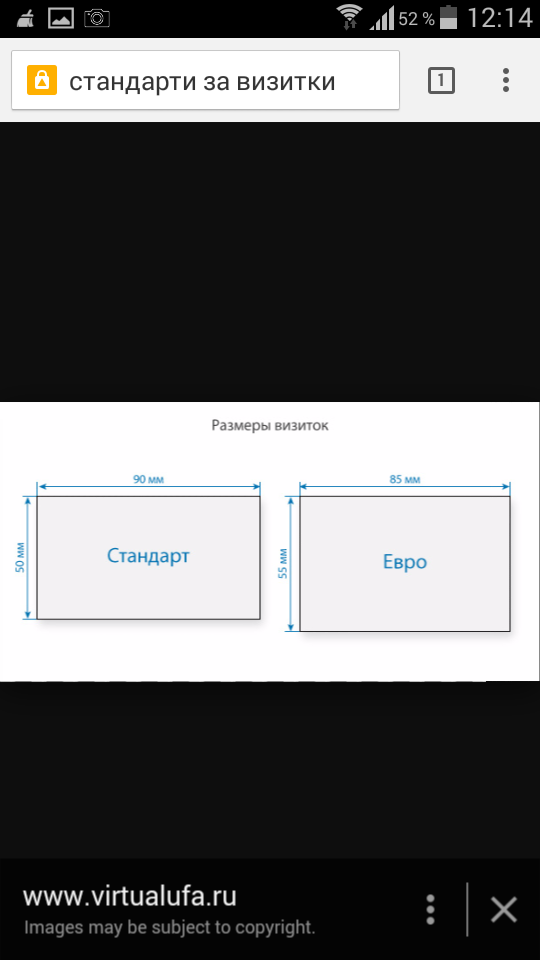 52 %
12:14
стандарти за визитки
1
Размеры визиток
90 мм
85 мм
50 мм
Стандарт
55 мм
Евро
www.virtualufa.ru
Images may be subject to copyright.